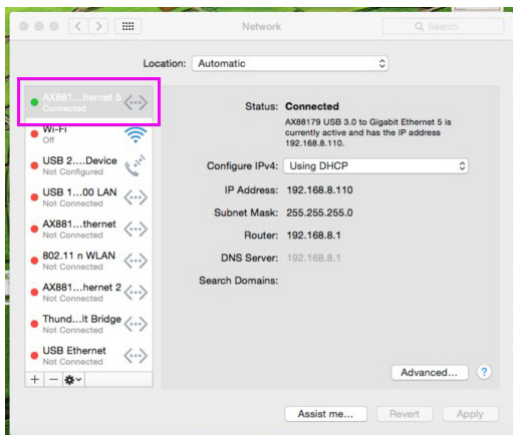 Network
Search
Location: Automatic
AX881...hernet 5
Connected
Wi-Fi
Off
USB 2....Device
Not Configured
USB 1...00 LAN
Not Connected
AX881...thernet
Not Connected
802.11 n WLAN
Not Connected
AX881...hernet 2
Not Connected
Thund...lt Bridge
Not Connected
USB Ethernet
Not Connected
Status: Connected
AX88179 USB 3.0 to Gigabit Ethernet 5 is
currently active and has the IP address
192.168.8.110.
Configure IPv4: Using DHCP
IP Address: 192.168.8.110
Subnet Mask: 255.255.255.0
Router: 192.168.8.1
DNS Server: 192.168.8.1
Search Domains:
Advanced... ?
Assist me... Revert Apply